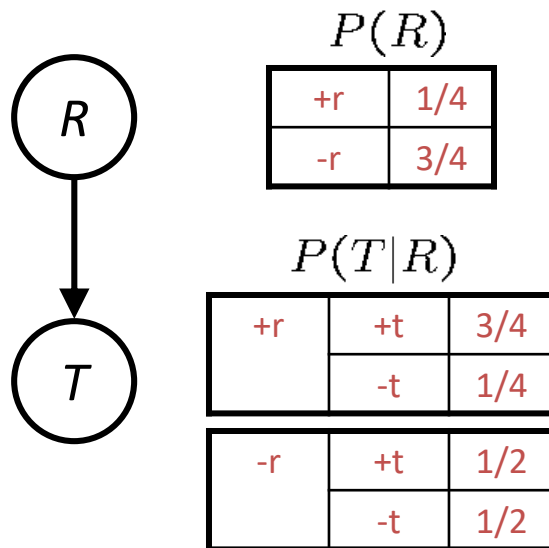 R
T
P(R)
+r 1/4
-r 3/4
P(T|R)
+r +t 3/4
-t 1/4
-r +t 1/2
-t 1/2